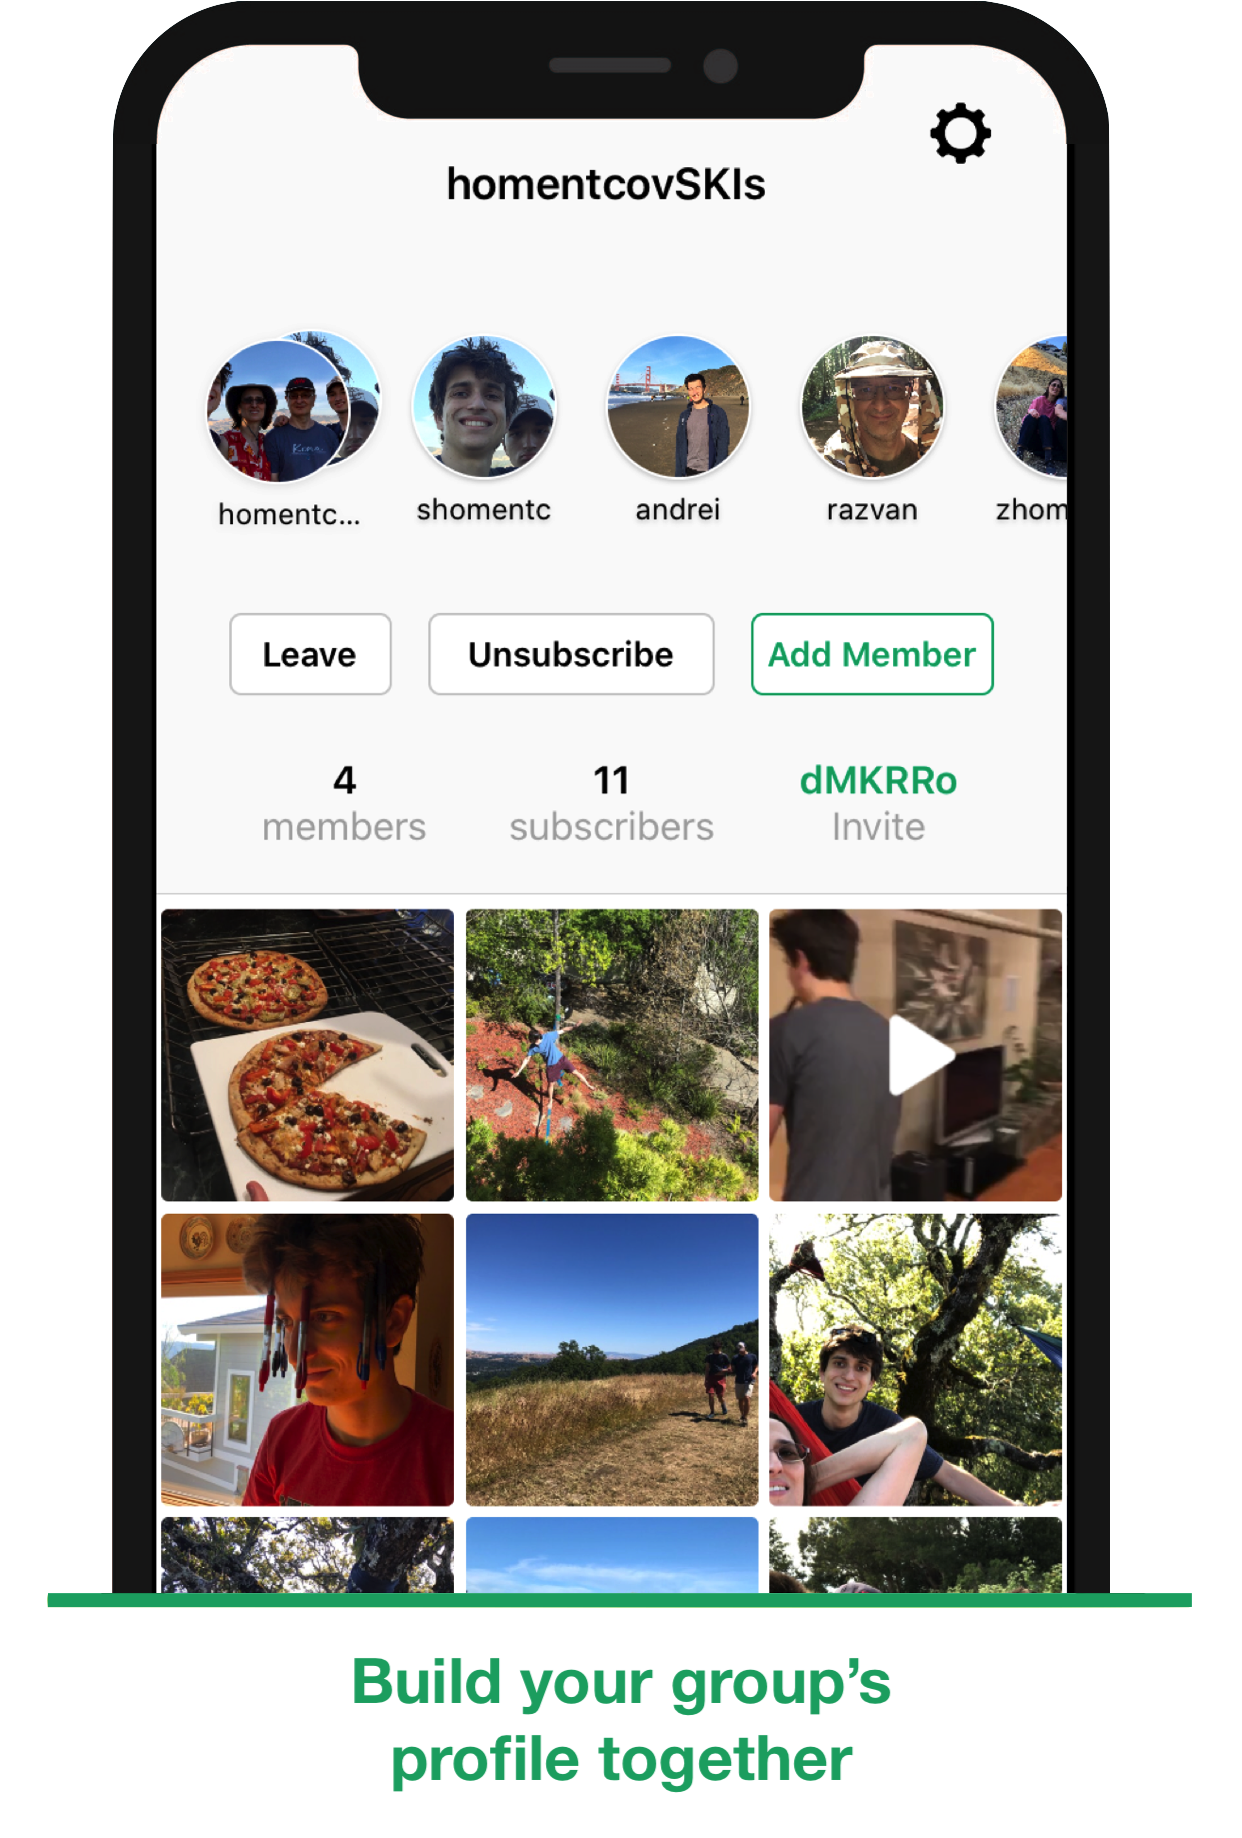 homentcovSKIs
homentc...
shomentc
andrei
razvan
zhom
Leave
Unsubscribe
Add Member
4
members
11
subscribers
dMKRRo
Invite
Build your group’s
profile together